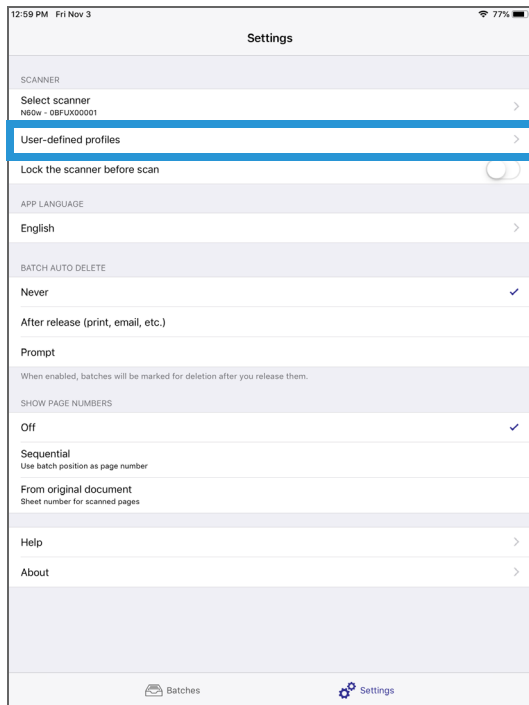 12:59 PM Fri Nov 3 77%
Settings
SCANNER
Select scanner
N60w - 0BFUX00001
User-defined profiles
Lock the scanner before scan
APP LANGUAGE
English
BATCH AUTO DELETE
Never
After release (print, email, etc.)
Prompt
When enabled, batches will be marked for deletion after you release them.
SHOW PAGE NUMBERS
Off
Sequential
Use batch position as page number
From original document
Sheet number for scanned pages
Help
About
Batches Settings